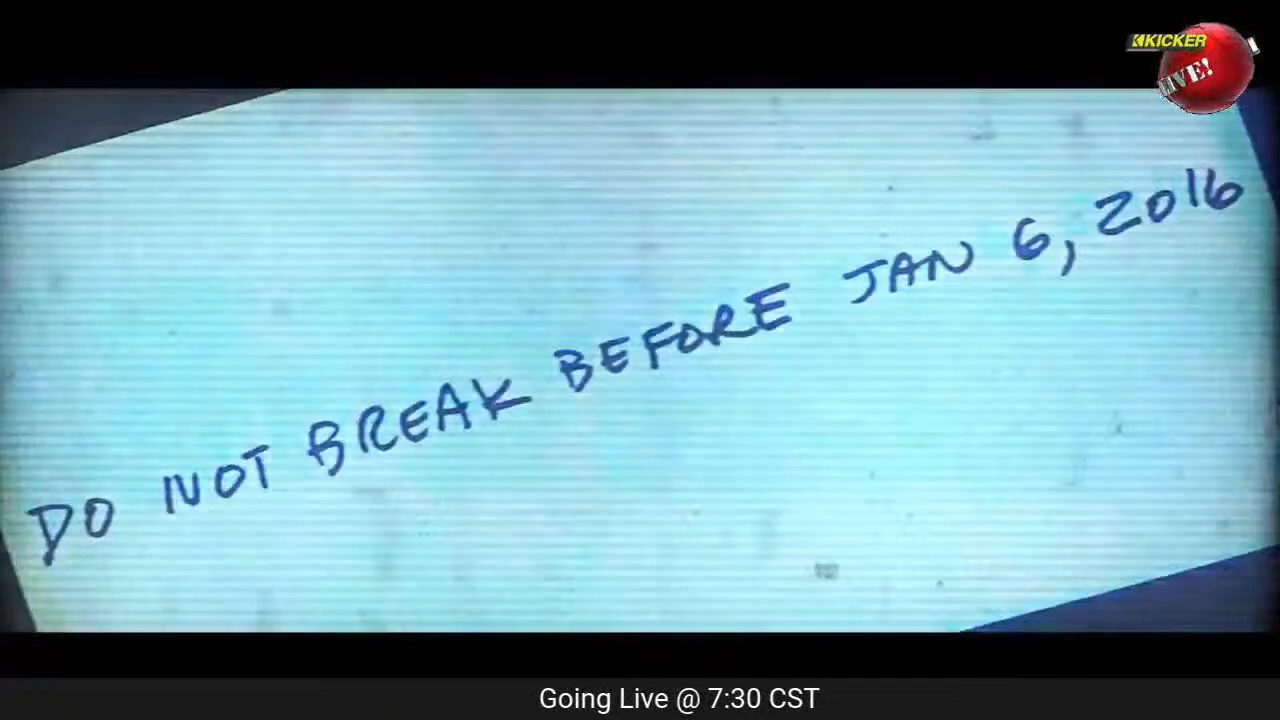 KICKER
LIVE!
DO NOT BREAK BEFORE JAN 6, 2016
Going Live @ 7:30 CST